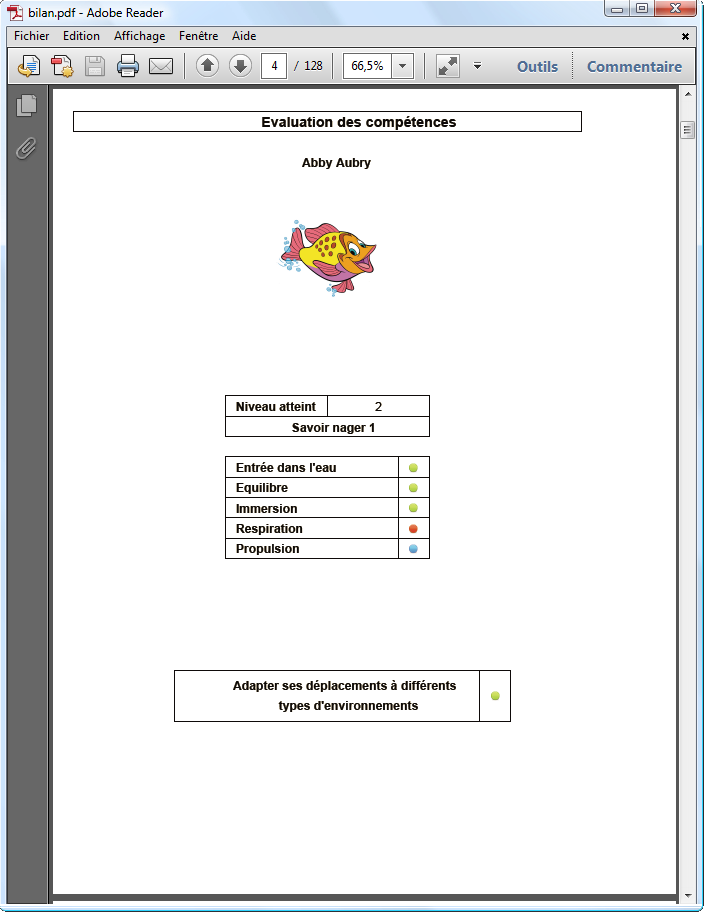 bilan.pdf - Adobe Reader
Fichier Edition Affichage Fenêtre Aide
4 / 128 66,5% Outils Commentaire
Evaluation des compétences
Abby Aubry
Niveau atteint 2
Savoir nager 1
Entrée dans l'eau
Equilibre
Immersion
Respiration
Propulsion
Adapter ses déplacements à différents
types d'environnements